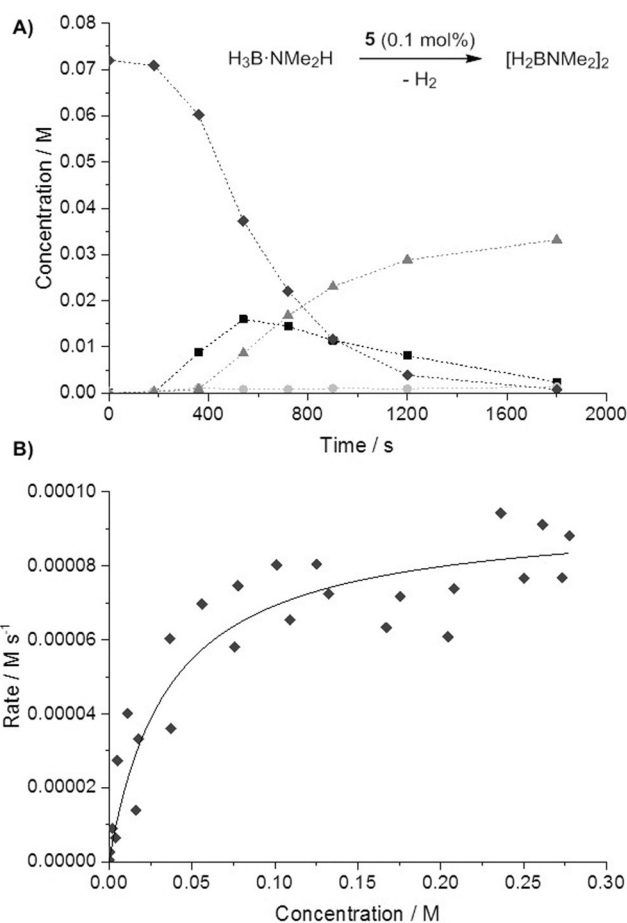 A)
0.08
0.07
0.06
0.05
0.04
0.03
0.02
0.01
0.00
Concentration / M
H₃B·NMe₂H
5 (0.1 mol%)
- H₂
[H₂BNMe₂]₂
0 400 800 1200 1600 2000
Time / s
B)
0.00010
0.00008
0.00006
0.00004
0.00002
0.00000
Rate / M s⁻¹
0.00 0.05 0.10 0.15 0.20 0.25 0.30
Concentration / M